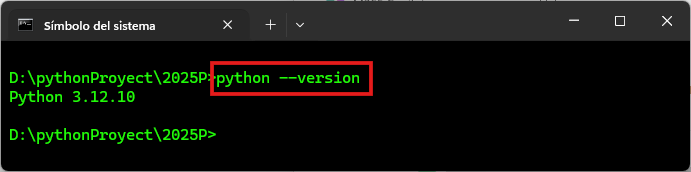 Símbolo del sistema
D:\pythonProyect\2025P>python --version
Python 3.12.10
D:\pythonProyect\2025P>